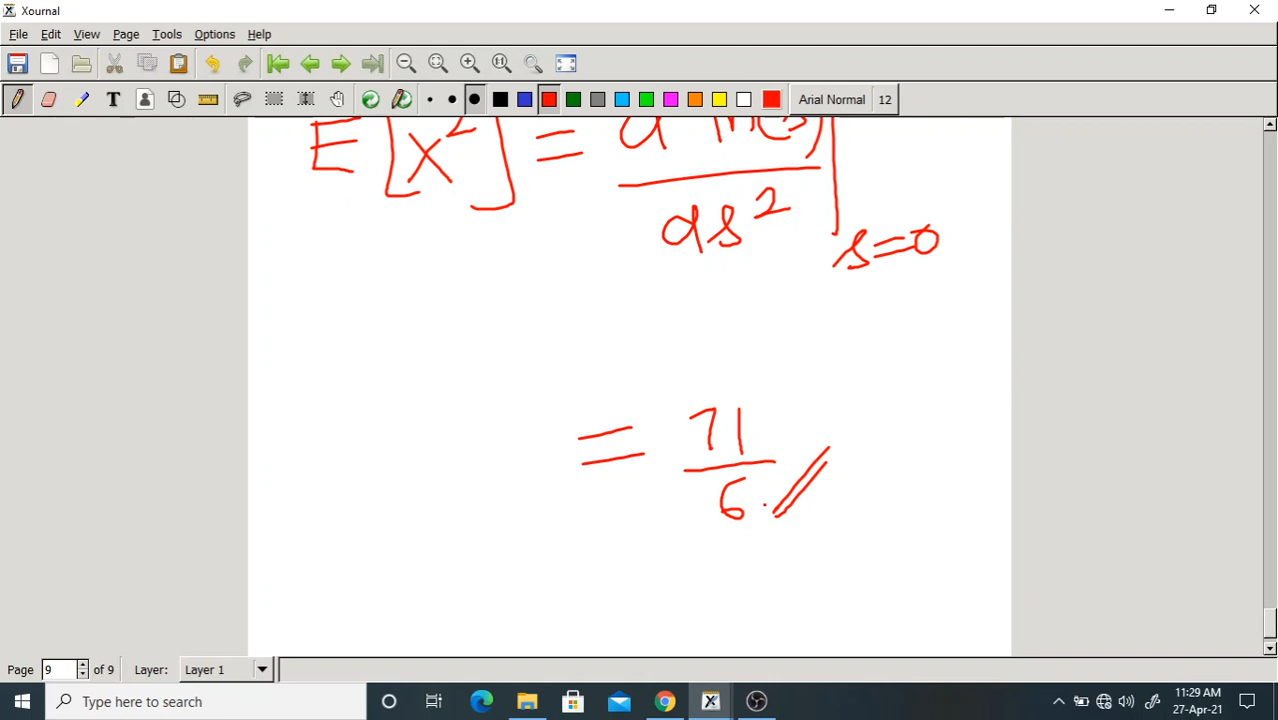 Xournal
File Edit View Page Tools Options Help
Arial Normal 12
E[X²] = d² M(s) / ds² | s=0
= 71 / 6 .//
Page 9 of 9 Layer: Layer 1
Type here to search
11:29 AM
27-Apr-21